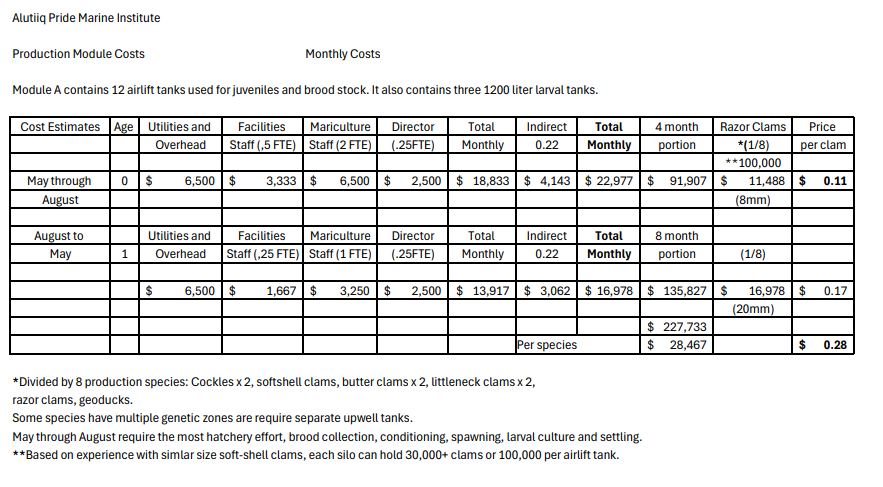 Alutiiq Pride Marine Institute
Production Module Costs Monthly Costs
Module A contains 12 airlift tanks used for juveniles and brood stock. It also contains three 1200 liter larval tanks.
Cost Estimates Age Utilities and Facilities Mariculture Director Total Indirect Total 4 month Razor Clams Price
Overhead Staff (,5 FTE) Staff (2 FTE) (.25FTE) Monthly 0.22 Monthly portion *(1/8) per clam
**100,000
May through 0 $ 6,500 $ 3,333 $ 6,500 $ 2,500 $ 18,833 $ 4,143 $ 22,977 $ 91,907 $ 11,488 $ 0.11
August (8mm)
August to Utilities and Facilities Mariculture Director Total Indirect Total 8 month
May 1 Overhead Staff (,25 FTE) Staff (1 FTE) (.25FTE) Monthly 0.22 Monthly portion (1/8)
$ 6,500 $ 1,667 $ 3,250 $ 2,500 $ 13,917 $ 3,062 $ 16,978 $ 135,827 $ 16,978 $ 0.17
(20mm)
$ 227,733
Per species $ 28,467 $ 0.28
*Divided by 8 production species: Cockles x 2, softshell clams, butter clams x 2, littleneck clams x 2,
razor clams, geoducks.
Some species have multiple genetic zones are require separate upwell tanks.
May through August require the most hatchery effort, brood collection, conditioning, spawning, larval culture and settling.
**Based on experience with simlar size soft-shell clams, each silo can hold 30,000+ clams or 100,000 per airlift tank.